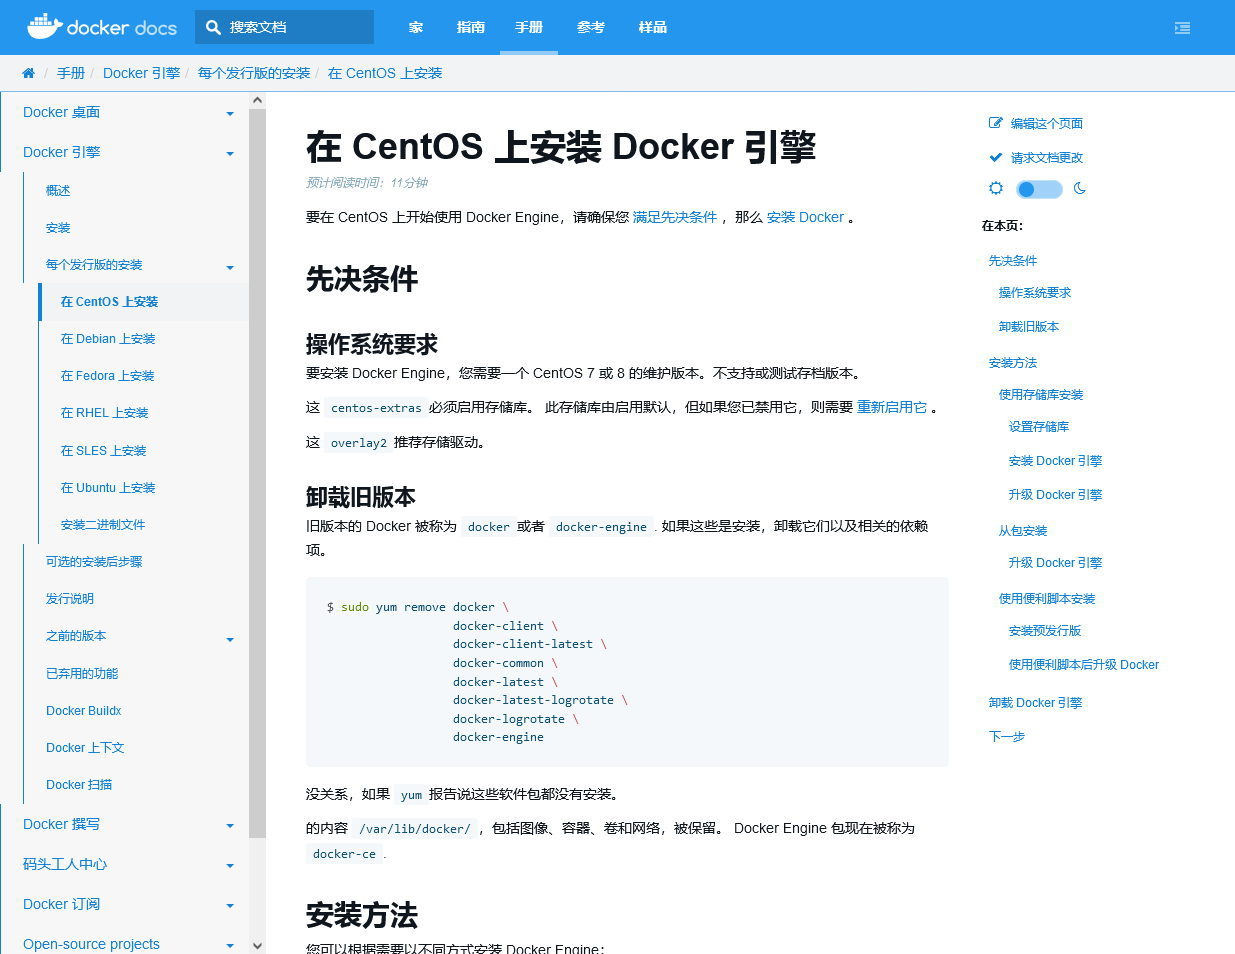 docker docs 搜索文档 家 指南 手册 参考 样品
/ 手册 / Docker 引擎 / 每个发行版的安装 / 在 CentOS 上安装
Docker 桌面
Docker 引擎
概述
安装
每个发行版的安装
在 CentOS 上安装
在 Debian 上安装
在 Fedora 上安装
在 RHEL 上安装
在 SLES 上安装
在 Ubuntu 上安装
安装二进制文件
可选的安装后步骤
发行说明
之前的版本
已弃用的功能
Docker Buildx
Docker 上下文
Docker 扫描
Docker 撰写
码头工人中心
Docker 订阅
Open-source projects
在 CentOS 上安装 Docker 引擎
预计阅读时间：11分钟
要在 CentOS 上开始使用 Docker Engine，请确保您 满足先决条件 ，那么 安装 Docker 。
先决条件
操作系统要求
要安装 Docker Engine，您需要一个 CentOS 7 或 8 的维护版本。不支持或测试存档版本。
这 centos-extras 必须启用存储库。 此存储库由启用默认，但如果您已禁用它，则需要 重新启用它 。
这 overlay2 推荐存储驱动。
卸载旧版本
旧版本的 Docker 被称为 docker 或者 docker-engine . 如果这些是安装，卸载它们以及相关的依赖
项。
$ sudo yum remove docker \
docker-client \
docker-client-latest \
docker-common \
docker-latest \
docker-latest-logrotate \
docker-logrotate \
docker-engine
没关系，如果 yum 报告说这些软件包都没有安装。
的内容 /var/lib/docker/ ，包括图像、容器、卷和网络，被保留。 Docker Engine 包现在被称为
docker-ce .
安装方法
您可以根据需要以不同方式安装 Docker Engine：
编辑这个页面
请求文档更改
在本页：
先决条件
操作系统要求
卸载旧版本
安装方法
使用存储库安装
设置存储库
安装 Docker 引擎
升级 Docker 引擎
从包安装
升级 Docker 引擎
使用便利脚本安装
安装预发行版
使用便利脚本后升级 Docker
卸载 Docker 引擎
下一步